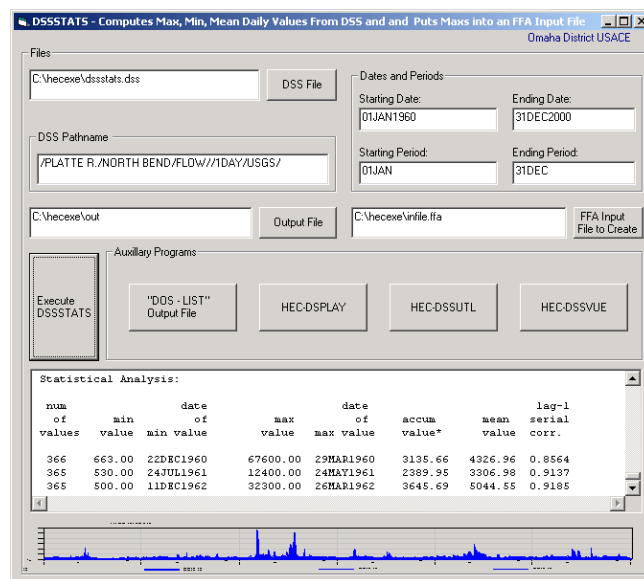 DSSSTATS - Computes Max, Min, Mean Daily Values From DSS and and Puts Maxs into an FFA Input File
Omaha District USACE
Files
C:\hecexe\dssstats.dss
DSS File
Dates and Periods
Starting Date:
Ending Date:
01JAN1960
31DEC2000
DSS Pathname
/PLATTE R./NORTH BEND/FLOW//1DAY/USGS/
Starting Period:
Ending Period:
01JAN
31DEC
C:\hecexe\out
Output File
C:\hecexe\infile.ffa
FFA Input
File to Create
Execute
DSSSTATS
Auxillary Programs
"DOS - LIST"
Output File
HEC-DSPLAY
HEC-DSSUTL
HEC-DSSVUE
Statistical Analysis:
num date date lag-1
of min of max of accum mean serial
values value min value value max value value* value corr.
366 663.00 22DEC1960 67600.00 29MAR1960 3135.66 4326.96 0.8564
365 530.00 24JUL1961 12400.00 24MAY1961 2389.95 3306.98 0.9137
365 500.00 11DEC1962 32300.00 26MAR1962 3645.69 5044.55 0.9185